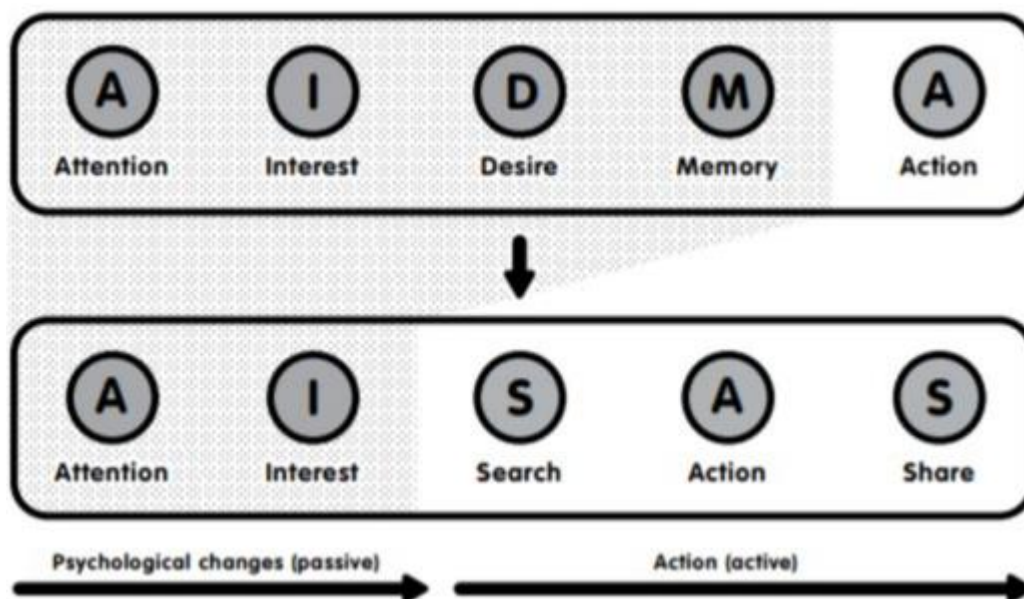 A I D M A
Attention Interest Desire Memory Action
A I S A S
Attention Interest Search Action Share
Psychological changes (passive) Action (active)